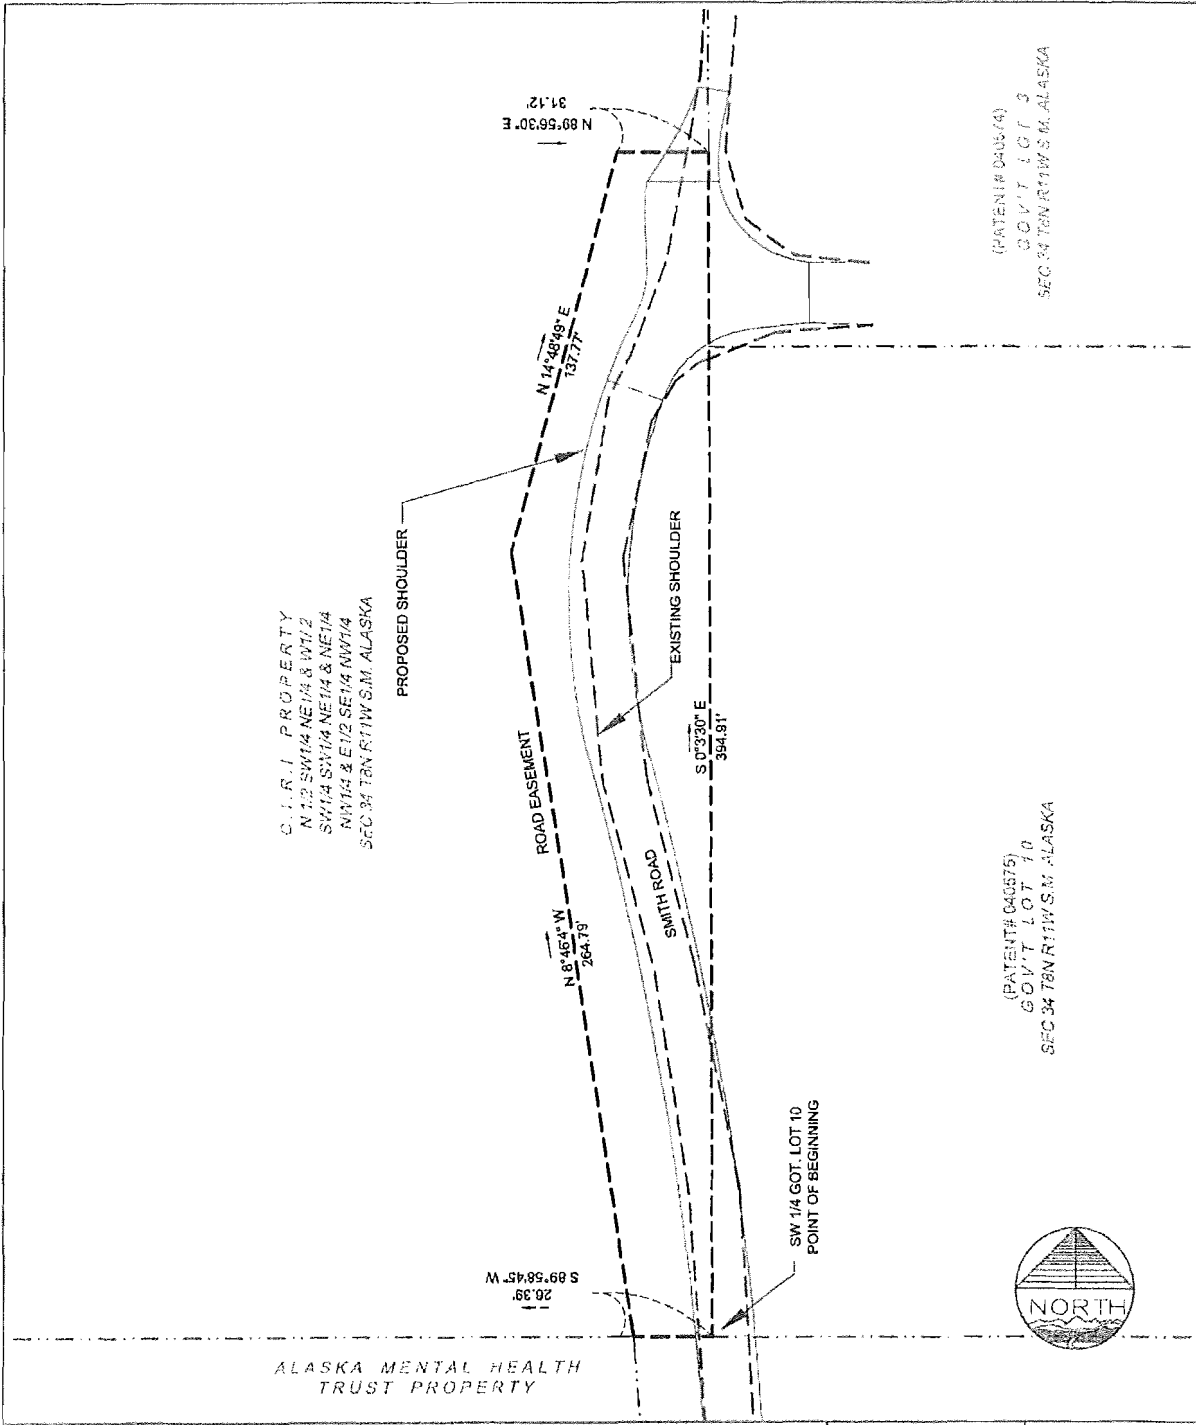 N 89°56'30" E
31.12'
(PATENT# 040574)
GOV'T LOT 3
SEC 34 T8N R11W S.M. ALASKA
N 14°48'49" E
137.77'
C.I.R.I PROPERTY
N 1/2 SW1/4 NE1/4 & W1/2
SW1/4 SW1/4 NE1/4 & NE1/4
NW1/4 & E1/2 SE1/4 NW1/4
SEC 34 T8N R11W S.M. ALASKA
PROPOSED SHOULDER
EXISTING SHOULDER
ROAD EASEMENT
S 0°3'30" E
394.91'
SMITH ROAD
N 8°46'4" W
264.79'
(PATENT# 040575)
GOV'T LOT 10
SEC 34 T8N R11W S.M. ALASKA
SW 1/4 GOT. LOT 10
POINT OF BEGINNING
S 89°58'45" W
26.39'
NORTH
ALASKA MENTAL HEALTH
TRUST PROPERTY